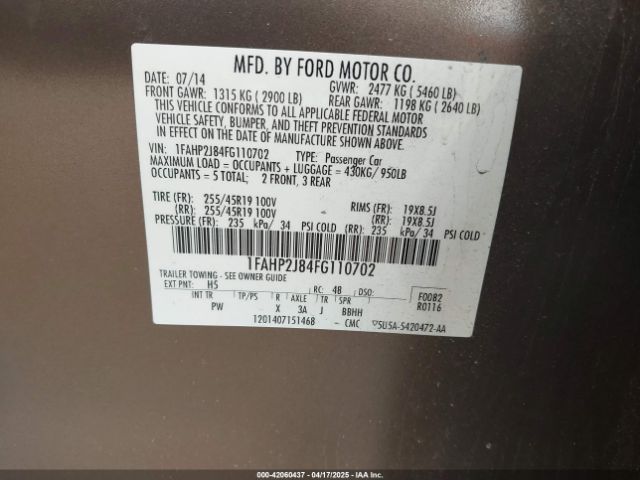 MFD. BY FORD MOTOR CO.
DATE: 07/14 GVWR: 2477 KG ( 5460 LB)
FRONT GAWR: 1315 KG ( 2900 LB) REAR GAWR: 1198 KG ( 2640 LB)
THIS VEHICLE CONFORMS TO ALL APPLICABLE FEDERAL MOTOR
VEHICLE SAFETY, BUMPER, AND THEFT PREVENTION STANDARDS
IN EFFECT ON THE DATE OF MANUFACTURE SHOWN ABOVE.
VIN: 1FAHP2J84FG110702 TYPE: Passenger Car
MAXIMUM LOAD = OCCUPANTS + LUGGAGE = 430KG/ 950LB
OCCUPANTS = 5 TOTAL; 2 FRONT, 3 REAR
TIRE (FR): 255/45R19 100V RIMS (FR): 19X8.5J
(RR): 255/45R19 100V (RR): 19X8.5J
PRESSURE (FR): 235 kPa/ 34 PSI COLD (RR): 235 kPa/ 34 PSI COLD
1FAHP2J84FG110702
TRAILER TOWING - SEE OWNER GUIDE
EXT PNT: H5 RC: 4B DSO: F0082
INT TR TP/PS R AXLE TR SPR R0116
PW X 3A J BBHH
1201407151468 - CMC ▽5U5A-5420472-AA
000-42060437 - 04/17/2025 - IAAI.COM